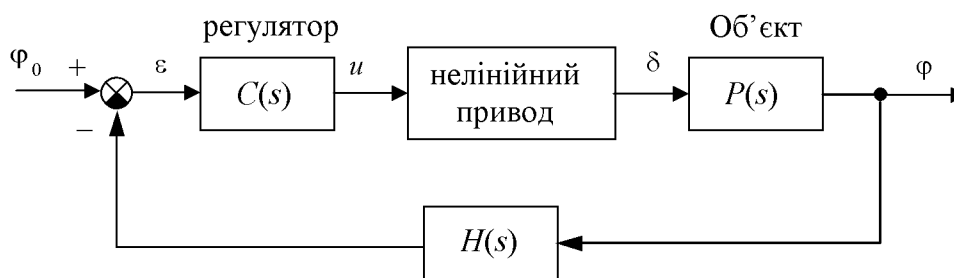 регулятор
Об’єкт
φ₀
+
ε
C(s)
u
нелінійний
привод
δ
P(s)
φ
−
H(s)